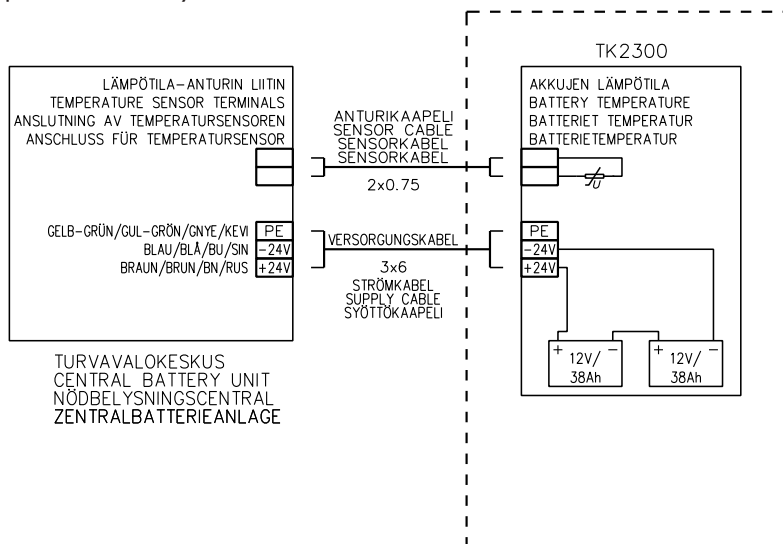 TK2300
LÄMPÖTILA-ANTURIN LIITIN
TEMPERATURE SENSOR TERMINALS
ANSLUTNING AV TEMPERATURSENSOREN
ANSCHLUSS FÜR TEMPERATURSENSOR
ANTURIKAAPELI
SENSOR CABLE
SENSORKABEL
SENSORKABEL
2x0.75
AKKUJEN LÄMPÖTILA
BATTERY TEMPERATURE
BATTERIET TEMPERATUR
BATTERIETEMPERATUR
U
GELB-GRÜN/GUL-GRÖN/GNYE/KEVI PE
BLAU/BLÅ/BU/SIN -24V
BRAUN/BRUN/BN/RUS +24V
VERSORGUNGSKABEL
3x6
STRÖMKABEL
SUPPLY CABLE
SYÖTTÖKAAPELI
PE
-24V
+24V
+ 12V/ -
38Ah
+ 12V/ -
38Ah
TURVAVALOKESKUS
CENTRAL BATTERY UNIT
NÖDBELYSNINGSCENTRAL
ZENTRALBATTERIEANLAGE